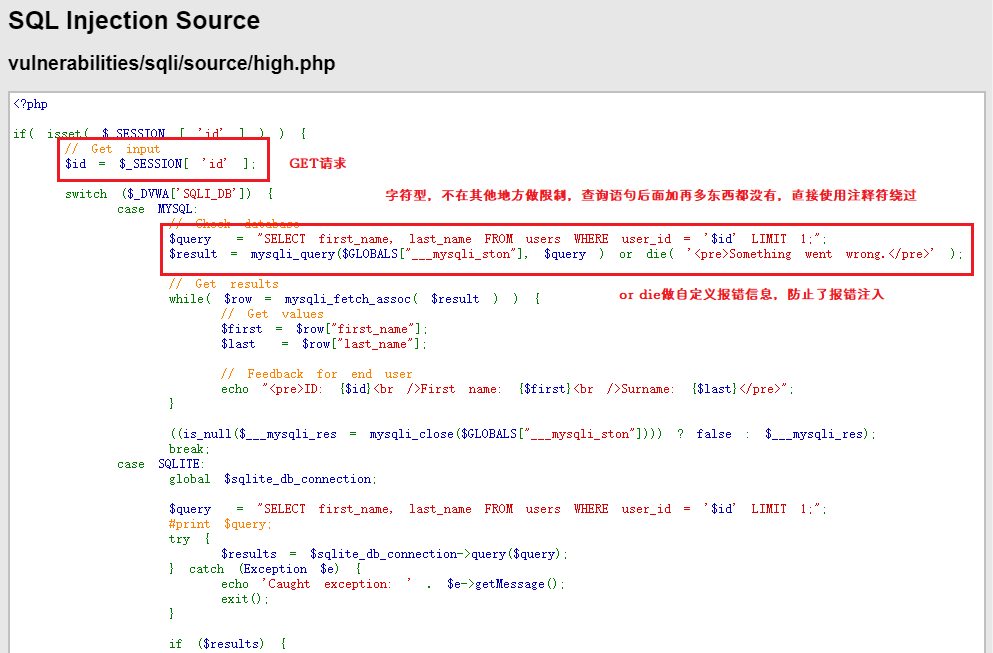 SQL Injection Source
vulnerabilities/sqli/source/high.php
<?php
if( isset( $_SESSION [ 'id' ] ) ) {
// Get input
$id = $_SESSION[ 'id' ];
GET请求
switch ($_DVWA['SQLI_DB']) {
字符型，不在其他地方做限制，查询语句后面加再多东西都没有，直接使用注释符绕过
case MYSQL:
// Check database
$query = "SELECT first_name, last_name FROM users WHERE user_id = '$id' LIMIT 1;";
$result = mysqli_query($GLOBALS["___mysqli_ston"], $query ) or die( '<pre>Something went wrong.</pre>' );
// Get results
or die做自定义报错信息，防止了报错注入
while( $row = mysqli_fetch_assoc( $result ) ) {
// Get values
$first = $row["first_name"];
$last = $row["last_name"];
// Feedback for end user
echo "<pre>ID: {$id}<br />First name: {$first}<br />Surname: {$last}</pre>";
}
((is_null($___mysqli_res = mysqli_close($GLOBALS["___mysqli_ston"]))) ? false : $___mysqli_res);
break;
case SQLITE:
global $sqlite_db_connection;
$query = "SELECT first_name, last_name FROM users WHERE user_id = '$id' LIMIT 1;";
#print $query;
try {
$results = $sqlite_db_connection->query($query);
} catch (Exception $e) {
echo 'Caught exception: ' . $e->getMessage();
exit();
}
if ($results) {